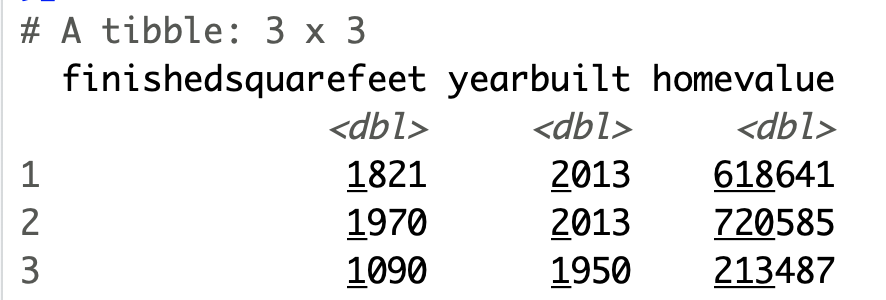 # A tibble: 3 x 3
finishedsquarefeet yearbuilt homevalue
<dbl> <dbl> <dbl>
1 1821 2013 618641
2 1970 2013 720585
3 1090 1950 213487